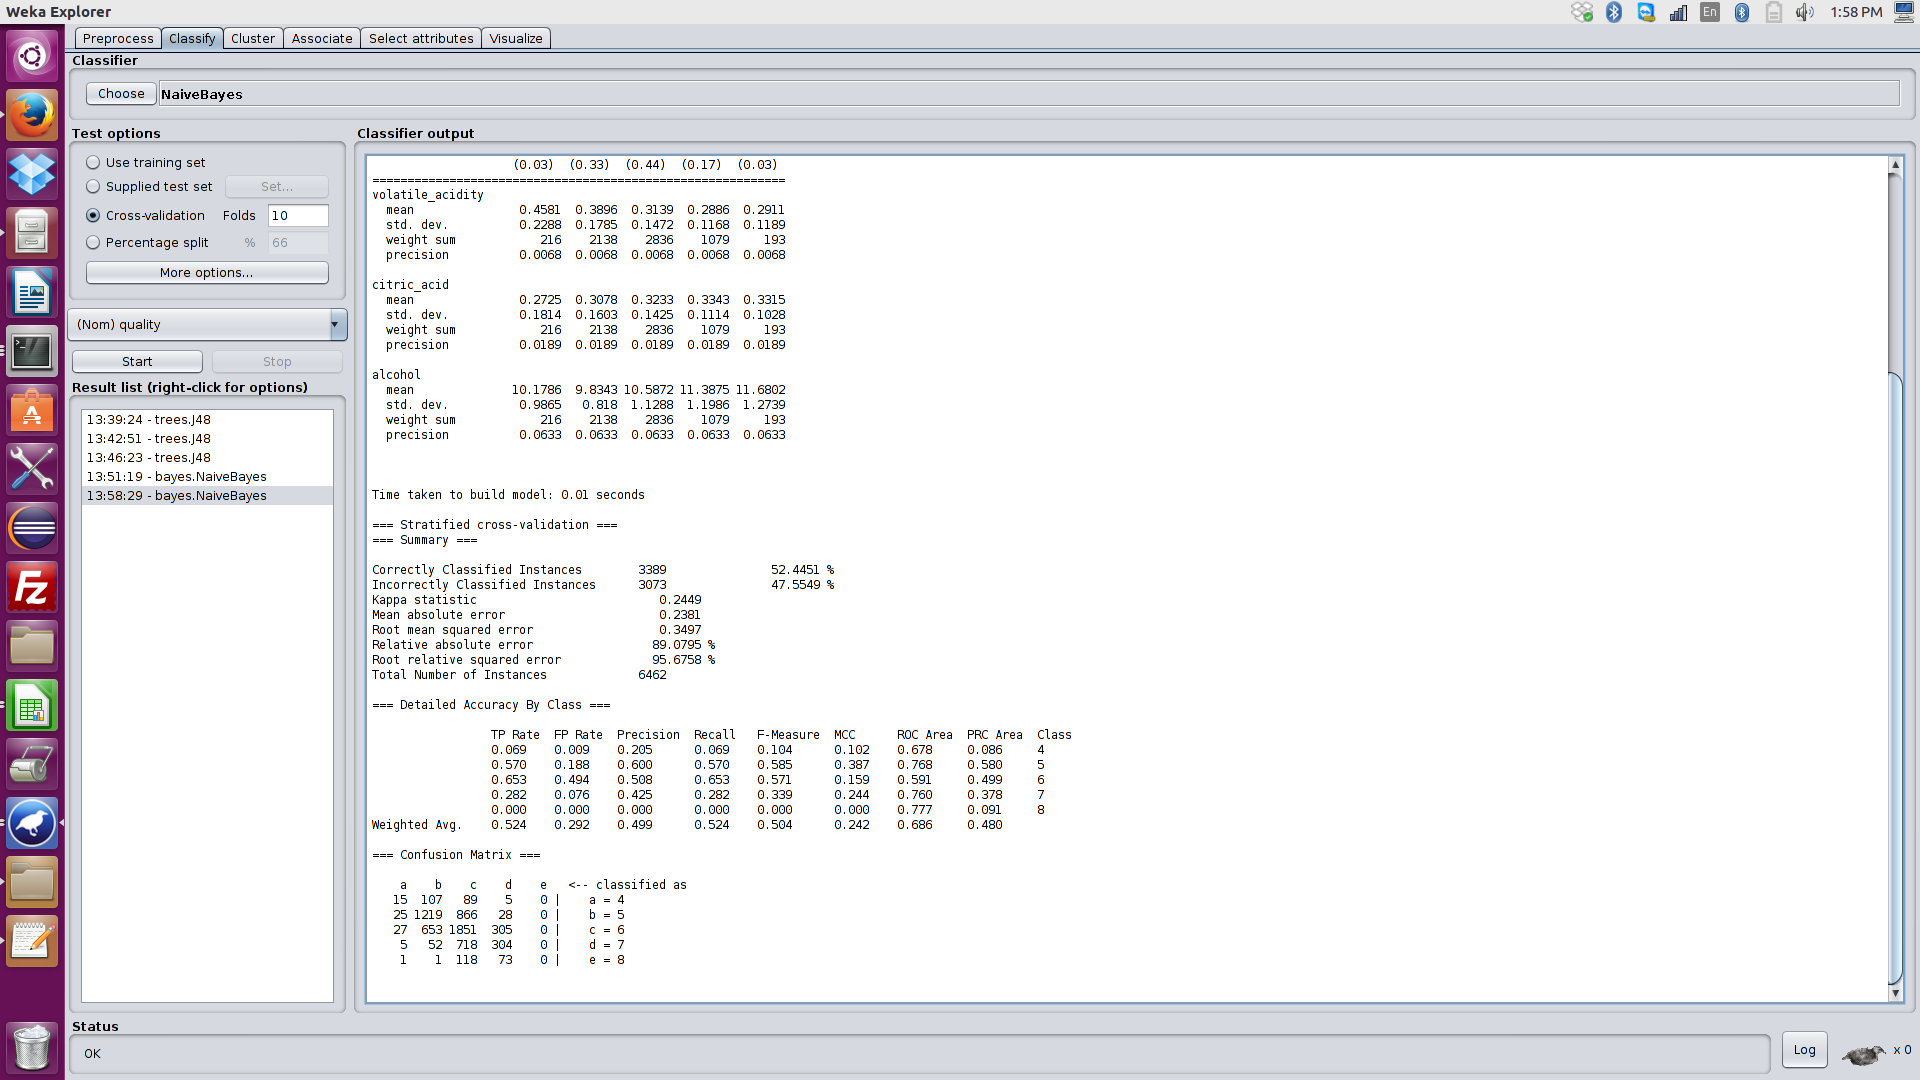 Weka Explorer
En
1:58 PM
Preprocess Classify Cluster Associate Select attributes Visualize
Classifier
Choose NaiveBayes
Test options
Use training set
Supplied test set Set...
Cross-validation Folds 10
Percentage split % 66
More options...
(Nom) quality
Start Stop
Result list (right-click for options)
13:39:24 - trees.J48
13:42:51 - trees.J48
13:46:23 - trees.J48
13:51:19 - bayes.NaiveBayes
13:58:29 - bayes.NaiveBayes
Classifier output
(0.03) (0.33) (0.44) (0.17) (0.03)
===========================================================
volatile_acidity
mean 0.4581 0.3896 0.3139 0.2886 0.2911
std. dev. 0.2288 0.1785 0.1472 0.1168 0.1189
weight sum 216 2138 2836 1079 193
precision 0.0068 0.0068 0.0068 0.0068 0.0068
citric_acid
mean 0.2725 0.3078 0.3233 0.3343 0.3315
std. dev. 0.1814 0.1603 0.1425 0.1114 0.1028
weight sum 216 2138 2836 1079 193
precision 0.0189 0.0189 0.0189 0.0189 0.0189
alcohol
mean 10.1786 9.8343 10.5872 11.3875 11.6802
std. dev. 0.9865 0.818 1.1288 1.1986 1.2739
weight sum 216 2138 2836 1079 193
precision 0.0633 0.0633 0.0633 0.0633 0.0633
Time taken to build model: 0.01 seconds
=== Stratified cross-validation ===
=== Summary ===
Correctly Classified Instances 3389 52.4451 %
Incorrectly Classified Instances 3073 47.5549 %
Kappa statistic 0.2449
Mean absolute error 0.2381
Root mean squared error 0.3497
Relative absolute error 89.0795 %
Root relative squared error 95.6758 %
Total Number of Instances 6462
=== Detailed Accuracy By Class ===
TP Rate FP Rate Precision Recall F-Measure MCC ROC Area PRC Area Class
0.069 0.009 0.205 0.069 0.104 0.102 0.678 0.086 4
0.570 0.188 0.600 0.570 0.585 0.387 0.768 0.580 5
0.653 0.494 0.508 0.653 0.571 0.159 0.591 0.499 6
0.282 0.076 0.425 0.282 0.339 0.244 0.760 0.378 7
0.000 0.000 0.000 0.000 0.000 0.000 0.777 0.091 8
Weighted Avg. 0.524 0.292 0.499 0.524 0.504 0.242 0.686 0.480
=== Confusion Matrix ===
a b c d e <-- classified as
15 107 89 5 0 | a = 4
25 1219 866 28 0 | b = 5
27 653 1851 305 0 | c = 6
5 52 718 304 0 | d = 7
1 1 118 73 0 | e = 8
Status
OK
Log
x 0